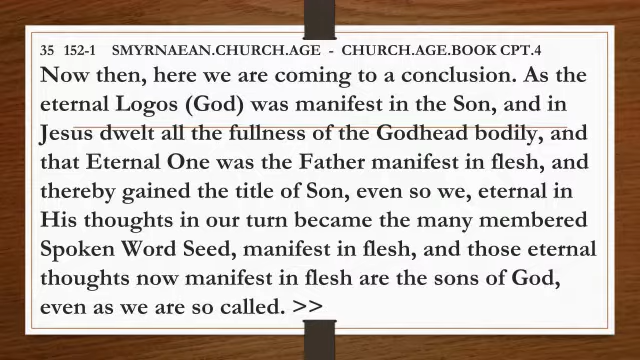 35 152-1 SMYRNAEAN.CHURCH.AGE - CHURCH.AGE.BOOK CPT.4
Now then, here we are coming to a conclusion. As the
eternal Logos (God) was manifest in the Son, and in
Jesus dwelt all the fullness of the Godhead bodily, and
that Eternal One was the Father manifest in flesh, and
thereby gained the title of Son, even so we, eternal in
His thoughts in our turn became the many membered
Spoken Word Seed, manifest in flesh, and those eternal
thoughts now manifest in flesh are the sons of God,
even as we are so called. >>